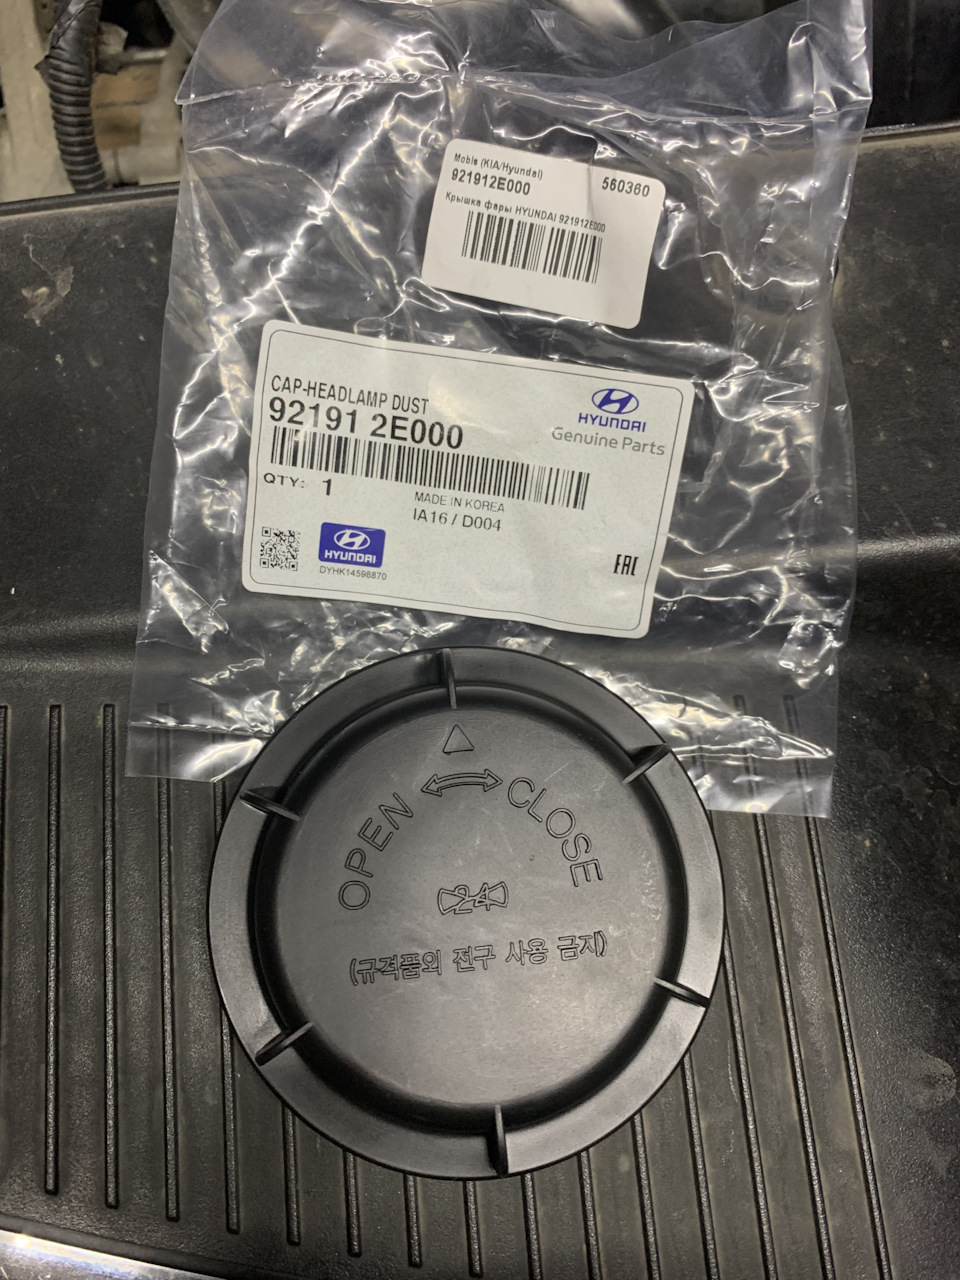 Mobis (KIA/Hyundai)
921912E000
560360
Крышка фары HYUNDAI 921912E000
CAP-HEADLAMP DUST
92191 2E000
HYUNDAI
Genuine Parts
QTY: 1
MADE IN KOREA
IA16 / D004
HYUNDAI
DYHK14598870
EAC
OPEN
CLOSE
(규격품외 전구 사용 금지)